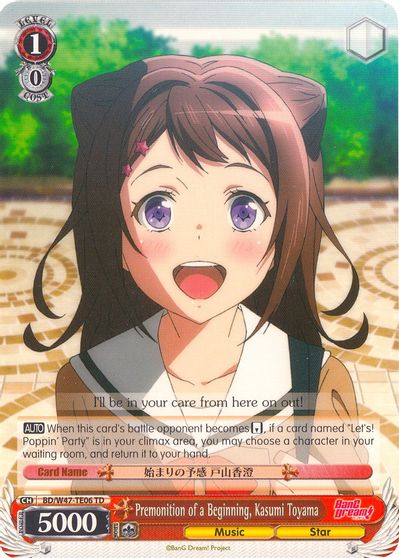 LEVEL
1
0
COST
I'll be in your care from here on out!
AUTO When this card's battle opponent becomes [▼], if a card named "Let's!
Poppin' Party" is in your climax area, you may choose a character in your
waiting room, and return it to your hand.
Card Name 始まりの予感 戸山香澄
CH BD/W47-TE06 TD
Premonition of a Beginning, Kasumi Toyama
BanG Dream!
POWER 5000
Music Star
©BanG Dream! Project